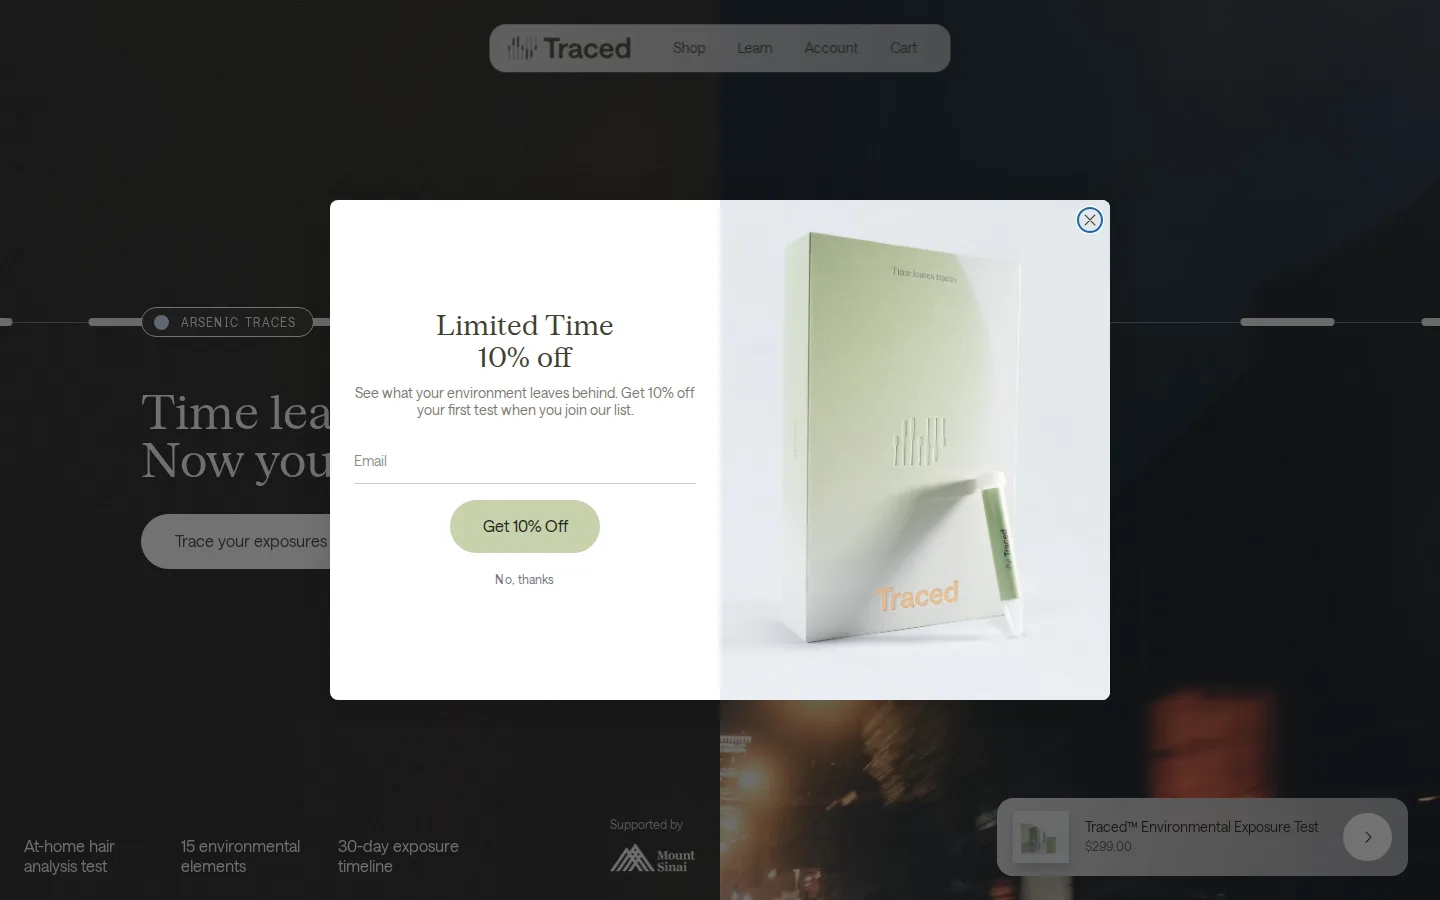 Traced
Shop
Learn
Account
Cart
ARSENIC TRACES
Time lea
Now you
Trace your exposures
Limited Time
10% off
See what your environment leaves behind. Get 10% off
your first test when you join our list.
Email
Get 10% Off
No, thanks
Time leaves traces
Traced
Traced
At-home hair
analysis test
15 environmental
elements
30-day exposure
timeline
Supported by
Mount
Sinai
Traced™ Environmental Exposure Test
$299.00